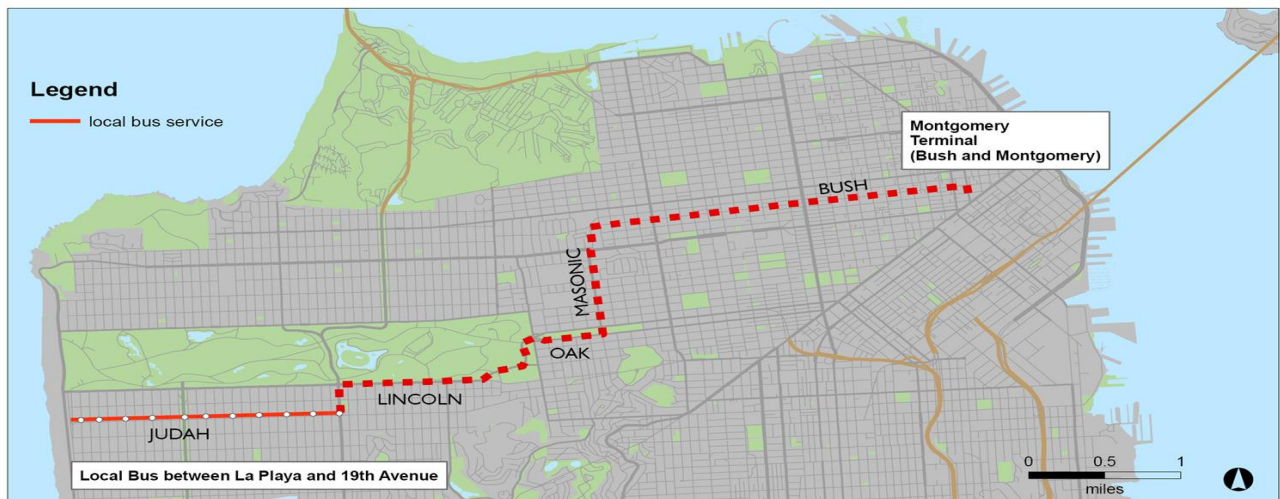 Legend
local bus service
Montgomery
Terminal
(Bush and Montgomery)
BUSH
MASONIC
OAK
LINCOLN
JUDAH
Local Bus between La Playa and 19th Avenue
0 0.5 1
miles